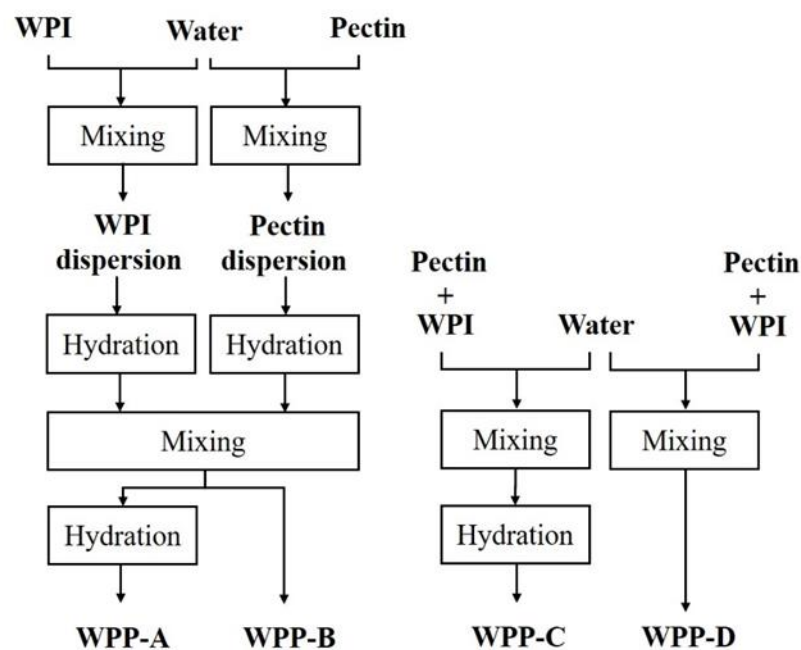 WPI Water Pectin
Mixing Mixing
WPI
dispersion
Pectin
dispersion
Hydration Hydration
Mixing
Hydration
WPP-A WPP-B
Pectin
+
WPI
Water
Pectin
+
WPI
Mixing Mixing
Hydration
WPP-C WPP-D